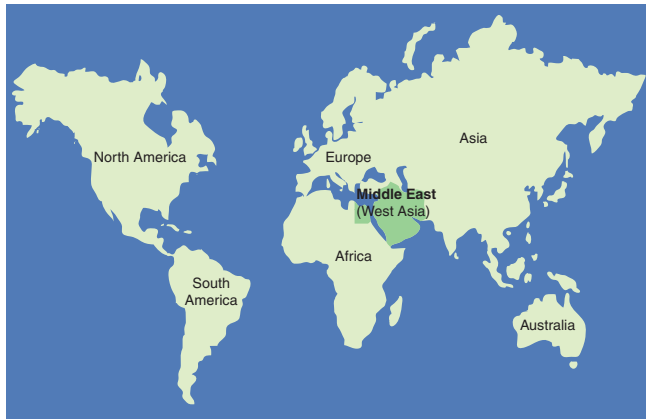 North America
Europe
Asia
Middle East
(West Asia)
Africa
South
America
Australia